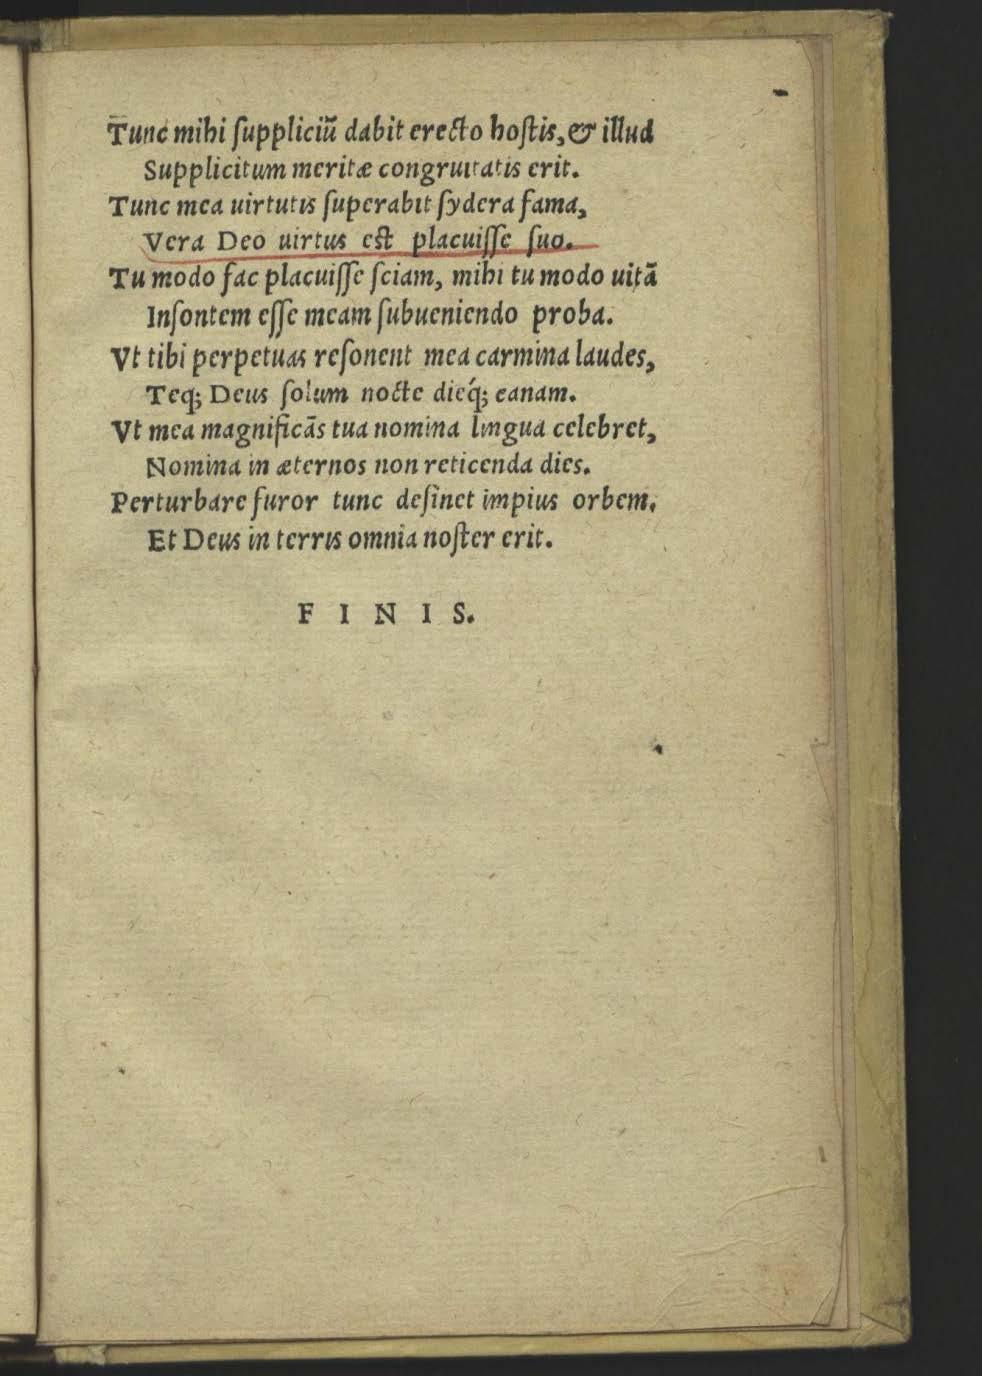 Tunc mihi ſuppliciũ dabit erecto hoſtis, & illud
Supplicitum meritæ congruitatis erit.
Tunc mea uirtutis ſuperabit ſydera fama,
Vera Deo uirtus eſt placuiſſe ſuo.
Tu modo fac placuiſſe ſciam, mihi tu modo uitã
Inſontem eſſe meam ſubueniendo proba.
Vt tibi perpetuas reſonent mea carmina laudes,
Teq; Deus ſolum nocte dieq́; eanam.
Vt mea magnificãs tua nomina lingua celebret,
Nomina in æternos non reticenda dies.
Perturbare furor tunc deſinet impius orbem,
Et Deus in terris omnia noſter erit.
F I N I S.